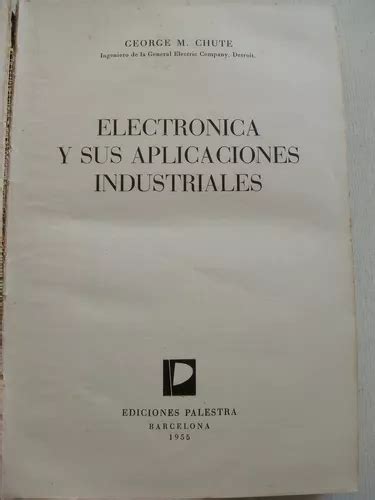 GEORGE M. CHUTE
Ingeniero de la General Electric Company. Detroit.
ELECTRONICA
Y SUS APLICACIONES
INDUSTRIALES
EDICIONES PALESTRA
BARCELONA
1955